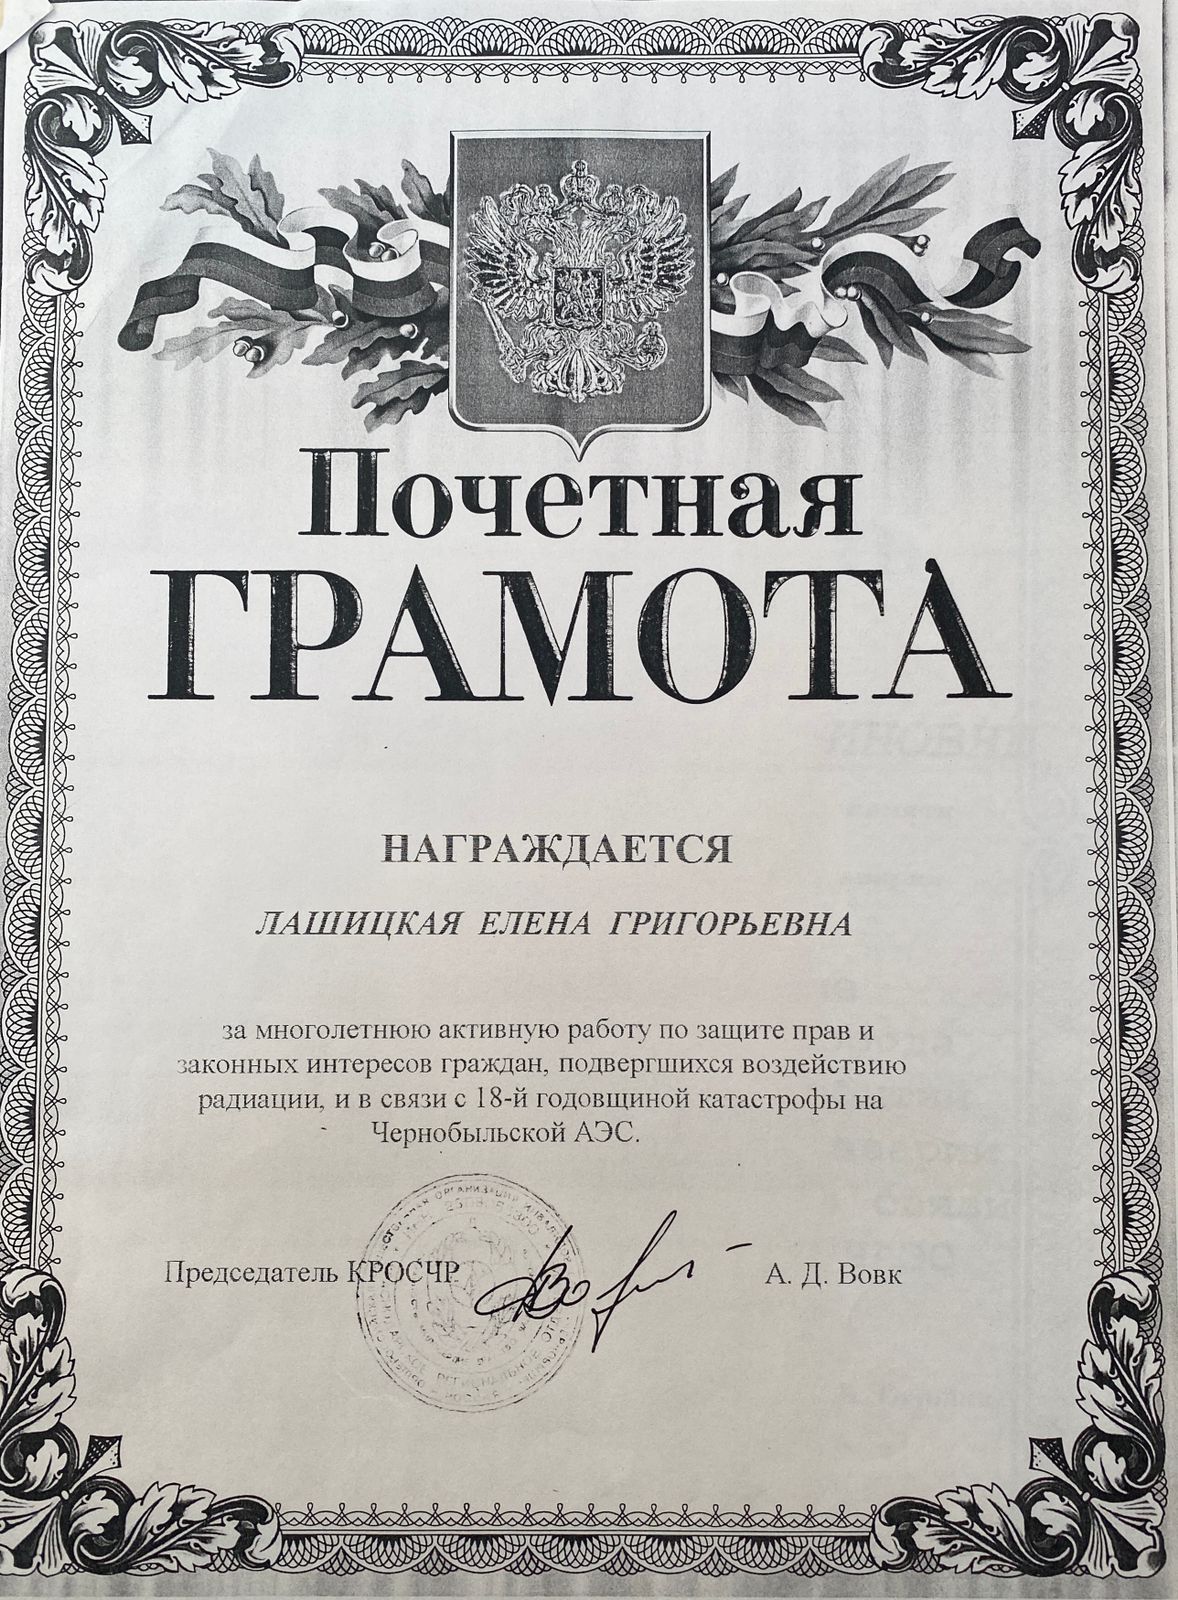 Почетная
ГРАМОТА
НАГРАЖДАЕТСЯ
ЛАШИЦКАЯ ЕЛЕНА ГРИГОРЬЕВНА
за многолетнюю активную работу по защите прав и
законных интересов граждан, подвергшихся воздействию
радиации, и в связи с 18-й годовщиной катастрофы на
Чернобыльской АЭС.
Председатель КРОСЧР
А. Д. Вовк